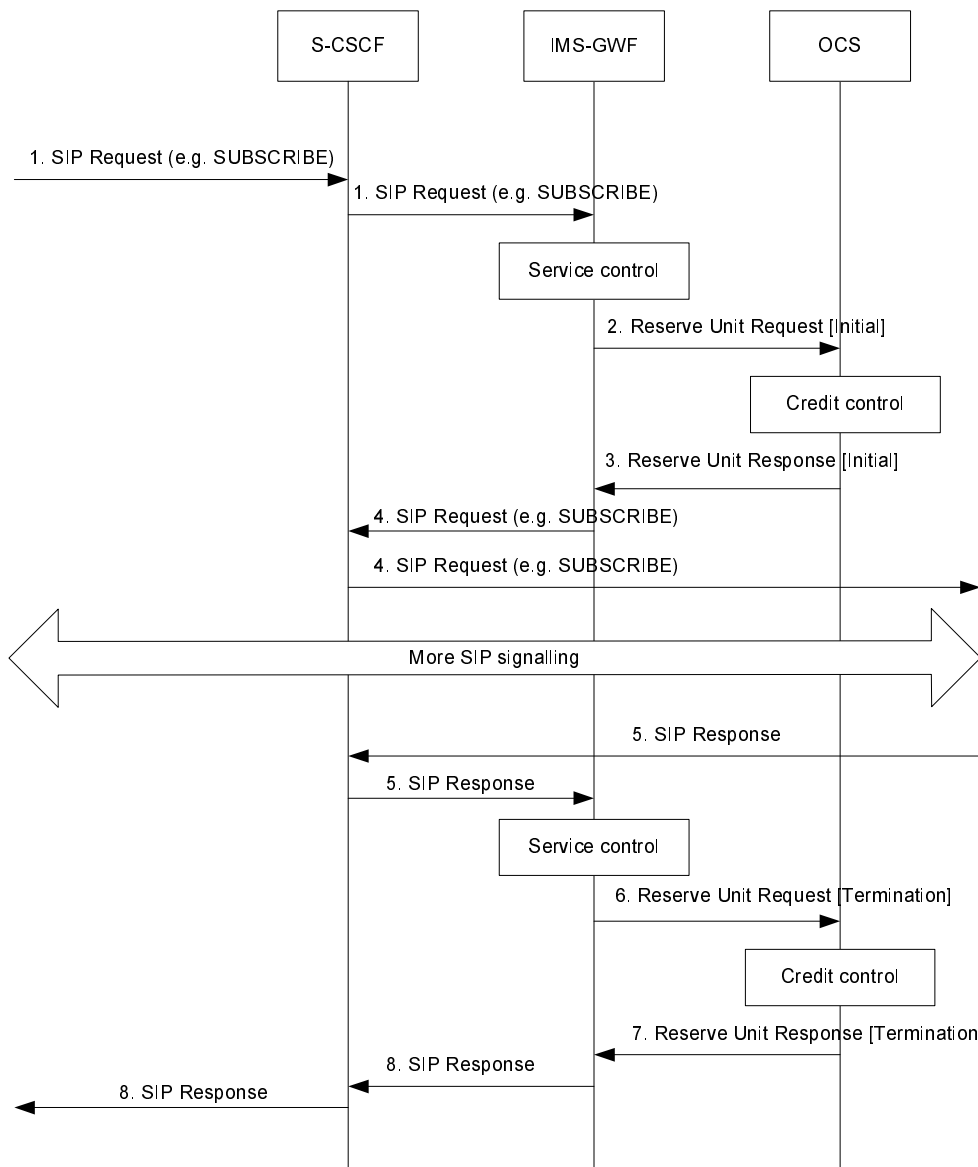 S-CSCF
IMS-GWF
OCS
1. SIP Request (e.g. SUBSCRIBE)
1. SIP Request (e.g. SUBSCRIBE)
Service control
2. Reserve Unit Request [Initial]
Credit control
3. Reserve Unit Response [Initial]
4. SIP Request (e.g. SUBSCRIBE)
4. SIP Request (e.g. SUBSCRIBE)
More SIP signalling
5. SIP Response
5. SIP Response
Service control
6. Reserve Unit Request [Termination]
Credit control
7. Reserve Unit Response [Termination
8. SIP Response
8. SIP Response